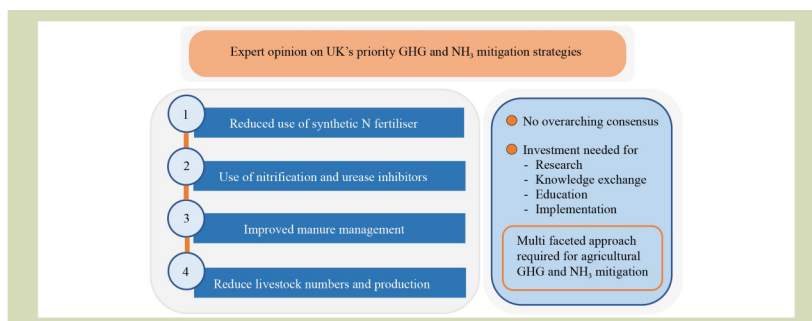 Expert opinion on UK's priority GHG and NH₃ mitigation strategies
1
Reduced use of synthetic N fertiliser
2
Use of nitrification and urease inhibitors
3
Improved manure management
4
Reduce livestock numbers and production
No overarching consensus
Investment needed for
- Research
- Knowledge exchange
- Education
- Implementation
Multi faceted approach
required for agricultural
GHG and NH₃ mitigation